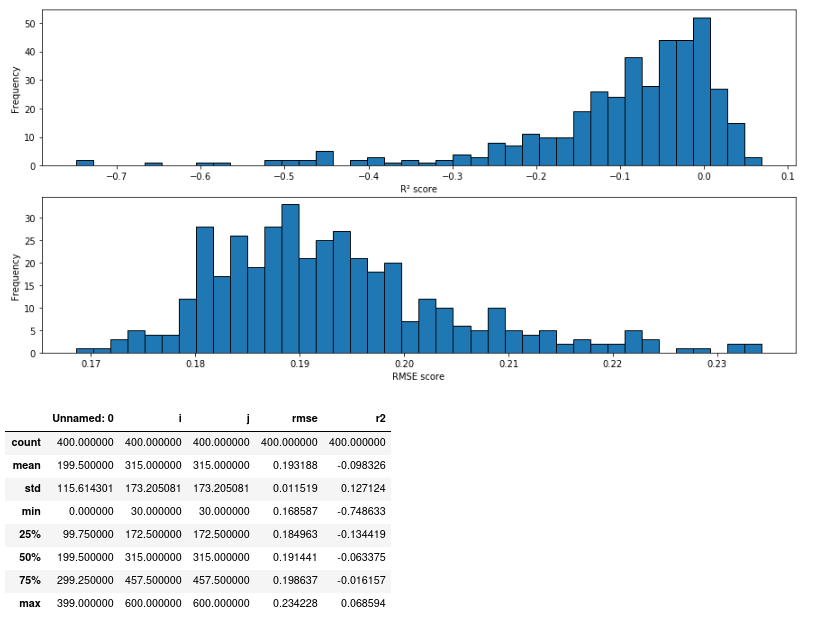 50
40
30
20
10
0
Frequency
−0.7 −0.6 −0.5 −0.4 −0.3 −0.2 −0.1 0.0 0.1
R² score
30
25
20
15
10
5
0
Frequency
0.17 0.18 0.19 0.20 0.21 0.22 0.23
RMSE score
Unnamed: 0 i j rmse r2
count 400.000000 400.000000 400.000000 400.000000 400.000000
mean 199.500000 315.000000 315.000000 0.193188 -0.098326
std 115.614301 173.205081 173.205081 0.011519 0.127124
min 0.000000 30.000000 30.000000 0.168587 -0.748633
25% 99.750000 172.500000 172.500000 0.184963 -0.134419
50% 199.500000 315.000000 315.000000 0.191441 -0.063375
75% 299.250000 457.500000 457.500000 0.198637 -0.016157
max 399.000000 600.000000 600.000000 0.234228 0.068594